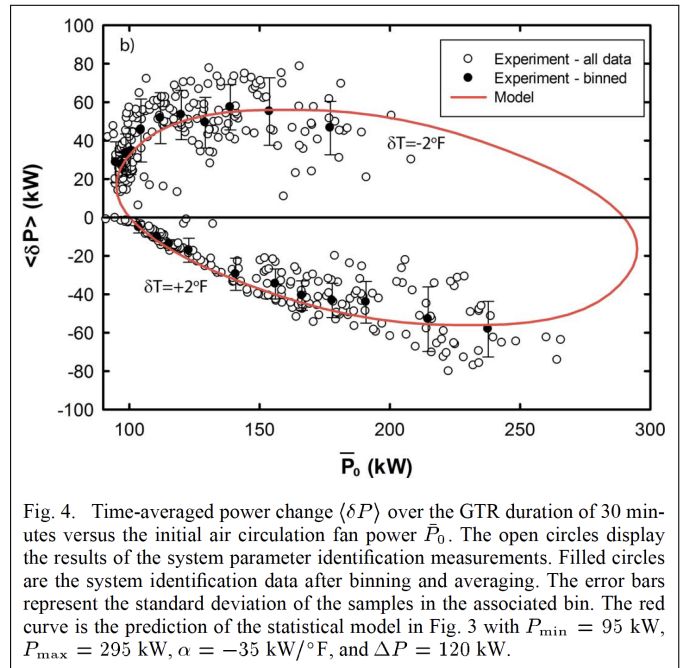 b)
Experiment - all data
Experiment - binned
Model
100
80
60
40
20
0
-20
-40
-60
-80
-100
<δP> (kW)
δT=-2°F
δT=+2°F
100
150
200
250
300
P̅₀ (kW)
Fig. 4. Time-averaged power change ⟨δP⟩ over the GTR duration of 30 min-
utes versus the initial air circulation fan power P̄₀. The open circles display
the results of the system parameter identification measurements. Filled circles
are the system identification data after binning and averaging. The error bars
represent the standard deviation of the samples in the associated bin. The red
curve is the prediction of the statistical model in Fig. 3 with Pmin = 95 kW,
Pmax = 295 kW, α = −35 kW/°F, and ΔP = 120 kW.